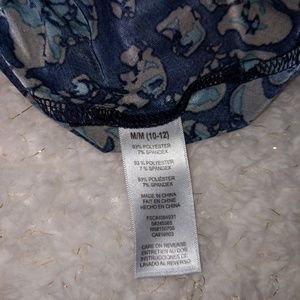 M/M (10-12)
93% POLYESTER
7% SPANDEX
93 % POLYESTER
7 % SPANDEX
93% POLYESTER
7% SPANDEX
MADE IN CHINA
FAIT EN CHINE
HECHO EN CHINA
CARE ON REVERSE
ENTRETIEN AU DOS
INSTRUCCIONES DE
LAVADO AL REVERSO